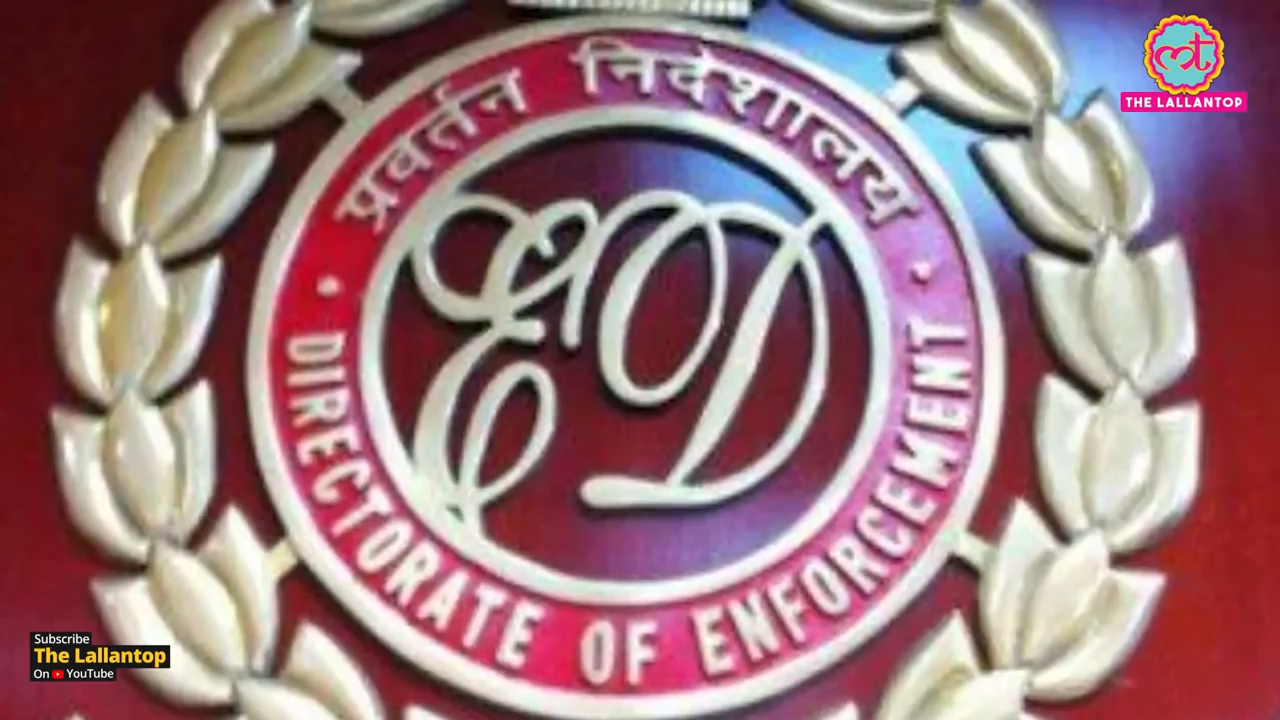 प्रवर्तन निदेशालय
ED
DIRECTORATE OF ENFORCEMENT
THE LALLANTOP
Subscribe
The Lallantop
On YouTube